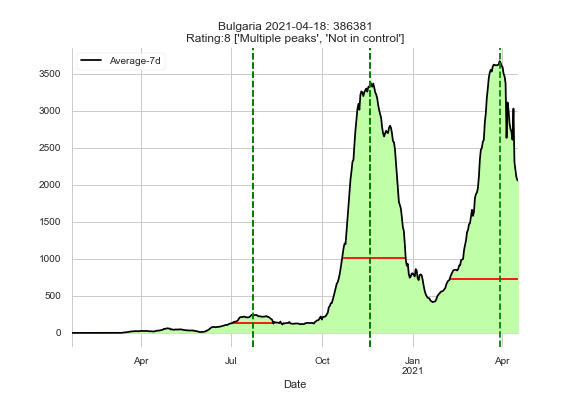 Bulgaria 2021-04-18: 386381
Rating:8 ['Multiple peaks', 'Not in control']
Average-7d
3500
3000
2500
2000
1500
1000
500
0
Apr
Jul
Oct
Jan
2021
Apr
Date